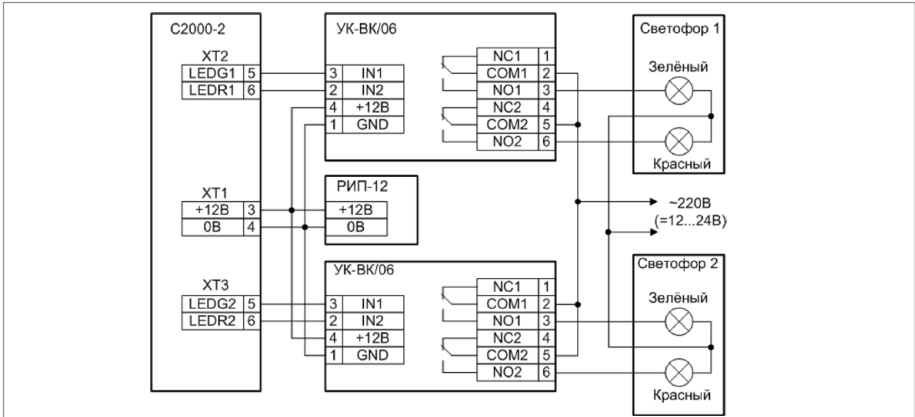 С2000-2
XT2
LEDG1 5
LEDR1 6
XT1
+12В 3
0В 4
XT3
LEDG2 5
LEDR2 6
УК-ВК/06
3 IN1
2 IN2
4 +12В
1 GND
NC1 1
COM1 2
NO1 3
NC2 4
COM2 5
NO2 6
РИП-12
+12В
0В
УК-ВК/06
3 IN1
2 IN2
4 +12В
1 GND
NC1 1
COM1 2
NO1 3
NC2 4
COM2 5
NO2 6
Светофор 1
Зелёный
Красный
~220В
(=12...24В)
Светофор 2
Зелёный
Красный